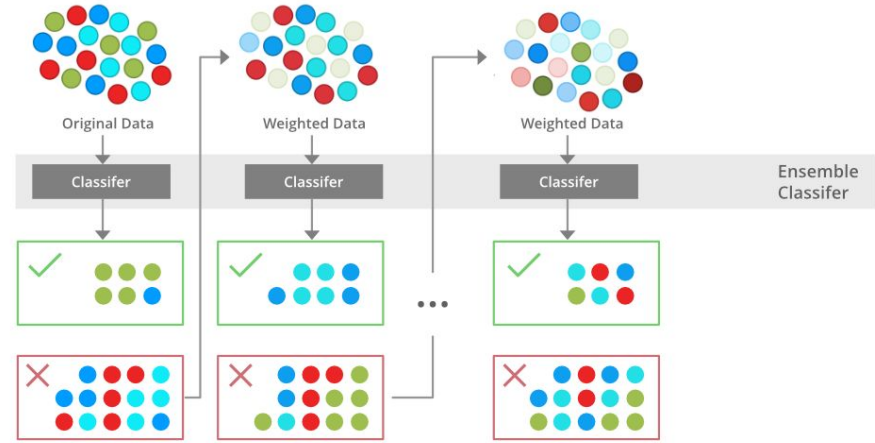 Original Data
Weighted Data
Weighted Data
Classifer
Classifer
Classifer
Ensemble
Classifer
...